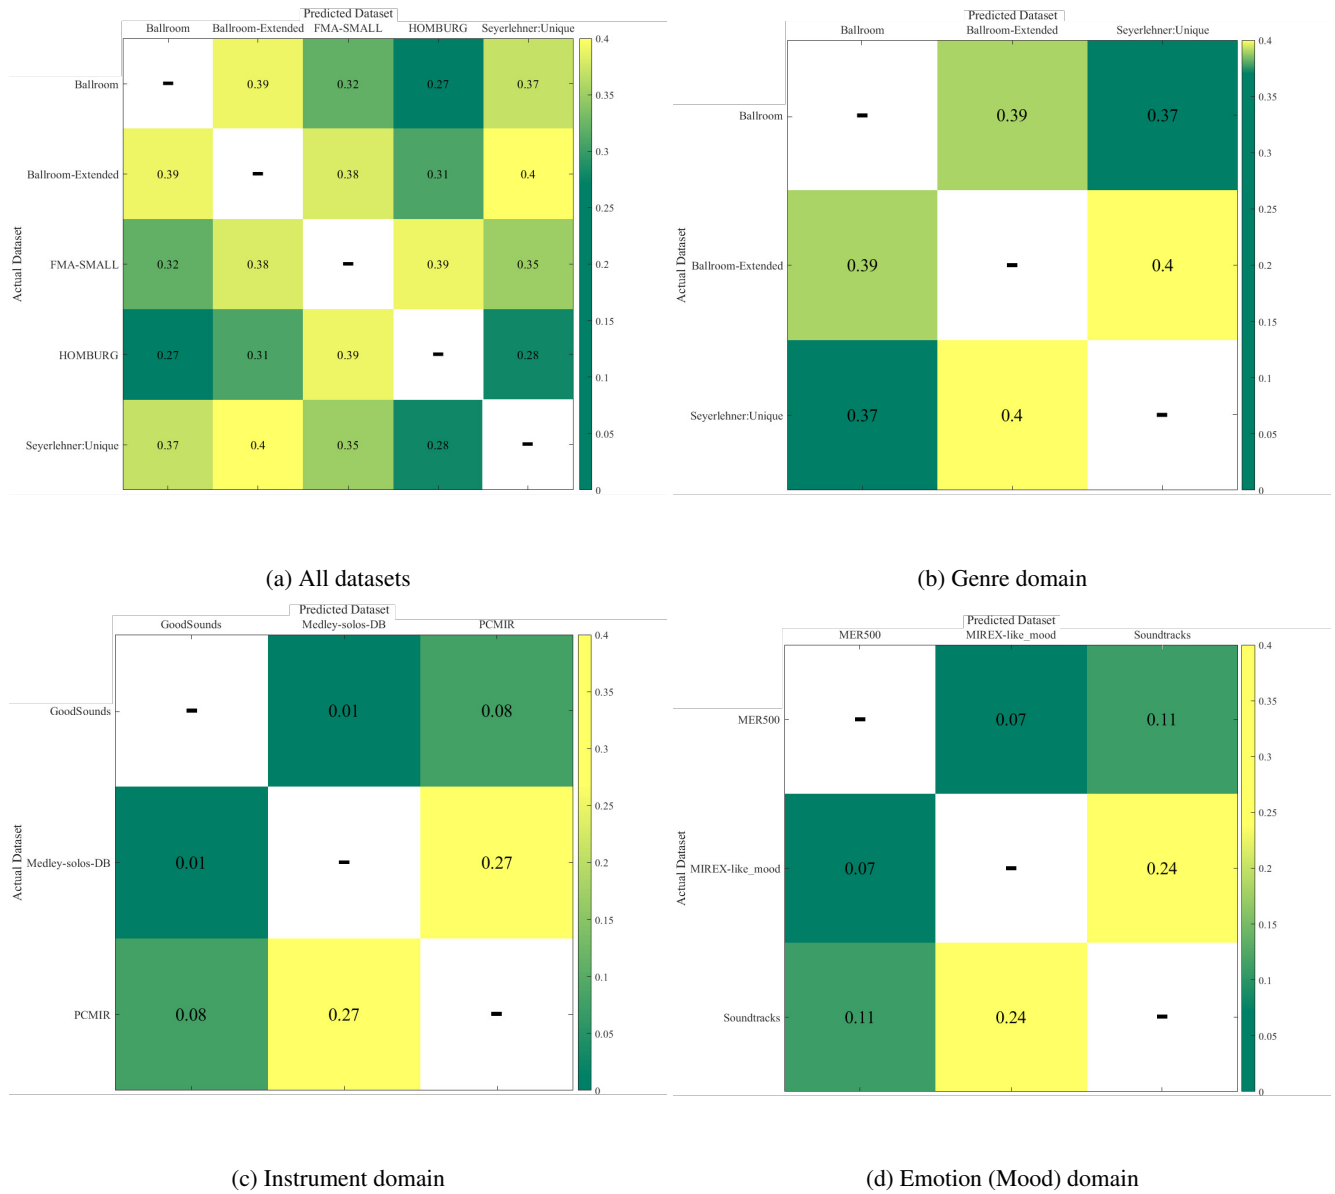 Predicted Dataset
Ballroom Ballroom-Extended FMA-SMALL HOMBURG Seyerlehner:Unique
Actual Dataset
Ballroom - 0.39 0.32 0.27 0.37
Ballroom-Extended 0.39 - 0.38 0.31 0.4
FMA-SMALL 0.32 0.38 - 0.39 0.35
HOMBURG 0.27 0.31 0.39 - 0.28
Seyerlehner:Unique 0.37 0.4 0.35 0.28 -
0.4
0.35
0.3
0.25
0.2
0.15
0.1
0.05
0
(a) All datasets
Predicted Dataset
Ballroom Ballroom-Extended Seyerlehner:Unique
Actual Dataset
Ballroom - 0.39 0.37
Ballroom-Extended 0.39 - 0.4
Seyerlehner:Unique 0.37 0.4 -
0.4
0.35
0.3
0.25
0.2
0.15
0.1
0.05
0
(b) Genre domain
Predicted Dataset
GoodSounds Medley-solos-DB PCMIR
Actual Dataset
GoodSounds - 0.01 0.08
Medley-solos-DB 0.01 - 0.27
PCMIR 0.08 0.27 -
0.4
0.35
0.3
0.25
0.2
0.15
0.1
0.05
0
(c) Instrument domain
Predicted Dataset
MER500 MIREX-like_mood Soundtracks
Actual Dataset
MER500 - 0.07 0.11
MIREX-like_mood 0.07 - 0.24
Soundtracks 0.11 0.24 -
0.4
0.35
0.3
0.25
0.2
0.15
0.1
0.05
0
(d) Emotion (Mood) domain